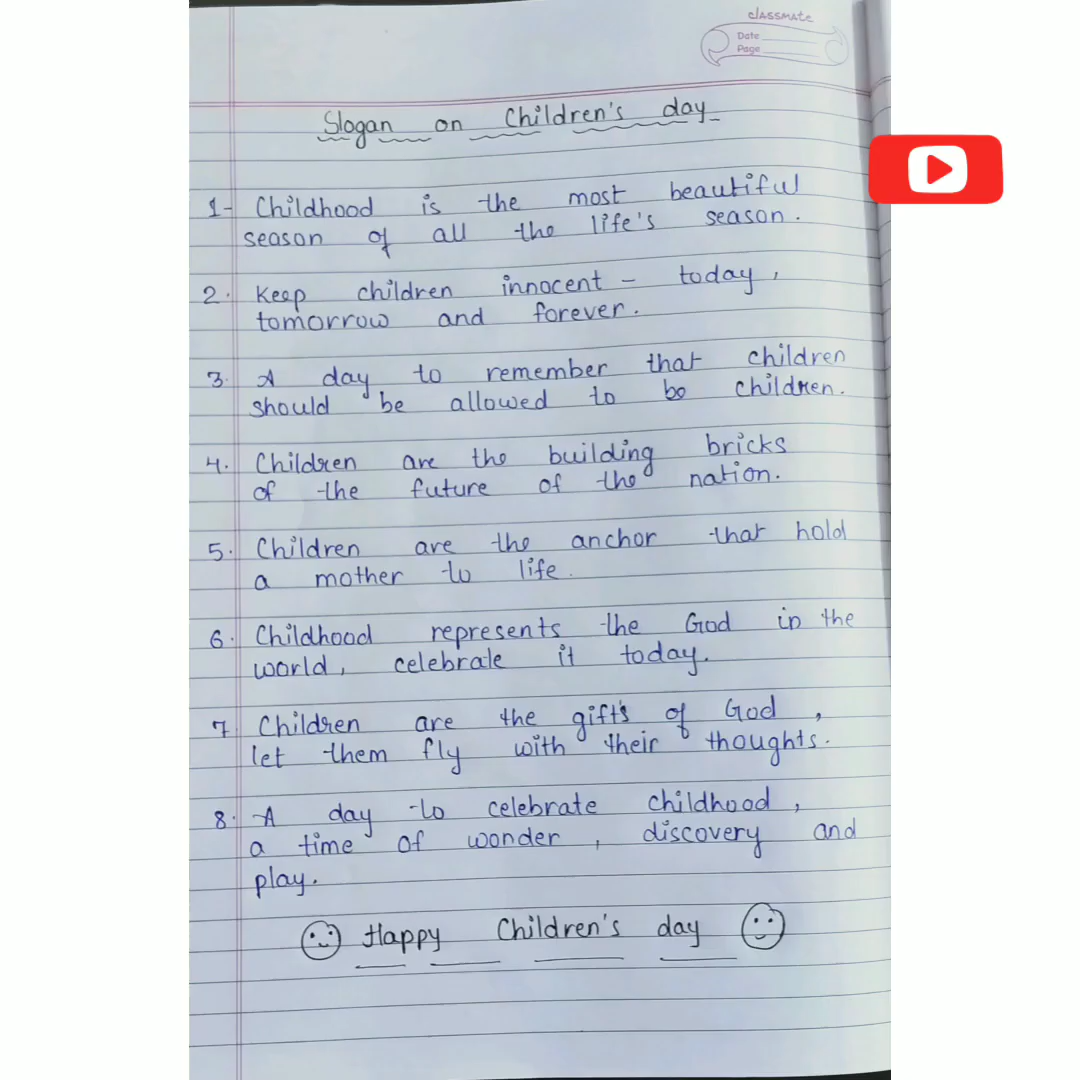 classmate
Date
Page
Slogan on Children's day
1- Childhood is the most beautiful
season of all the life's season.
2. Keep children innocent - today,
tomorrow and forever.
3. A day to remember that children
should be allowed to be children.
4. Children are the building bricks
of the future of the nation.
5. Children are the anchor that hold
a mother to life.
6. Childhood represents the God in the
world, celebrate it today.
7. Children are the gift's of God,
let them fly with their thoughts.
8. A day to celebrate childhood,
a time of wonder, discovery and
play.
Happy Children's day